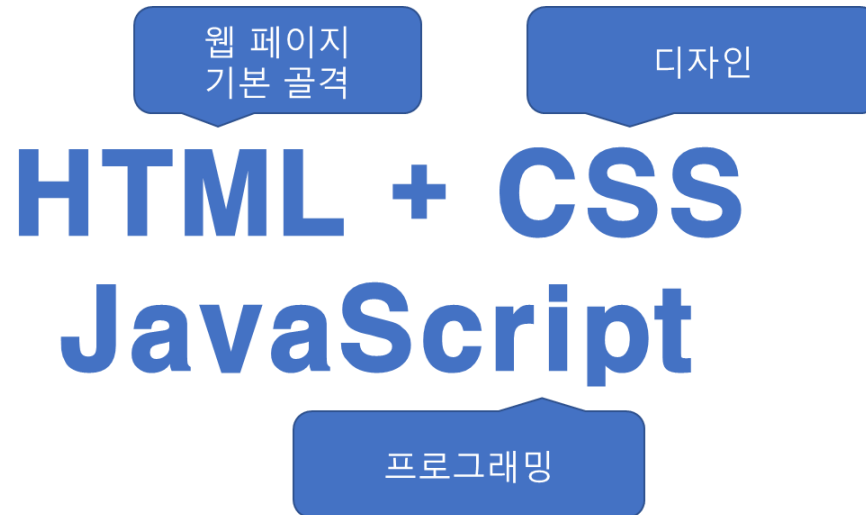 웹 페이지
기본 골격
디자인
HTML + CSS
JavaScript
프로그래밍